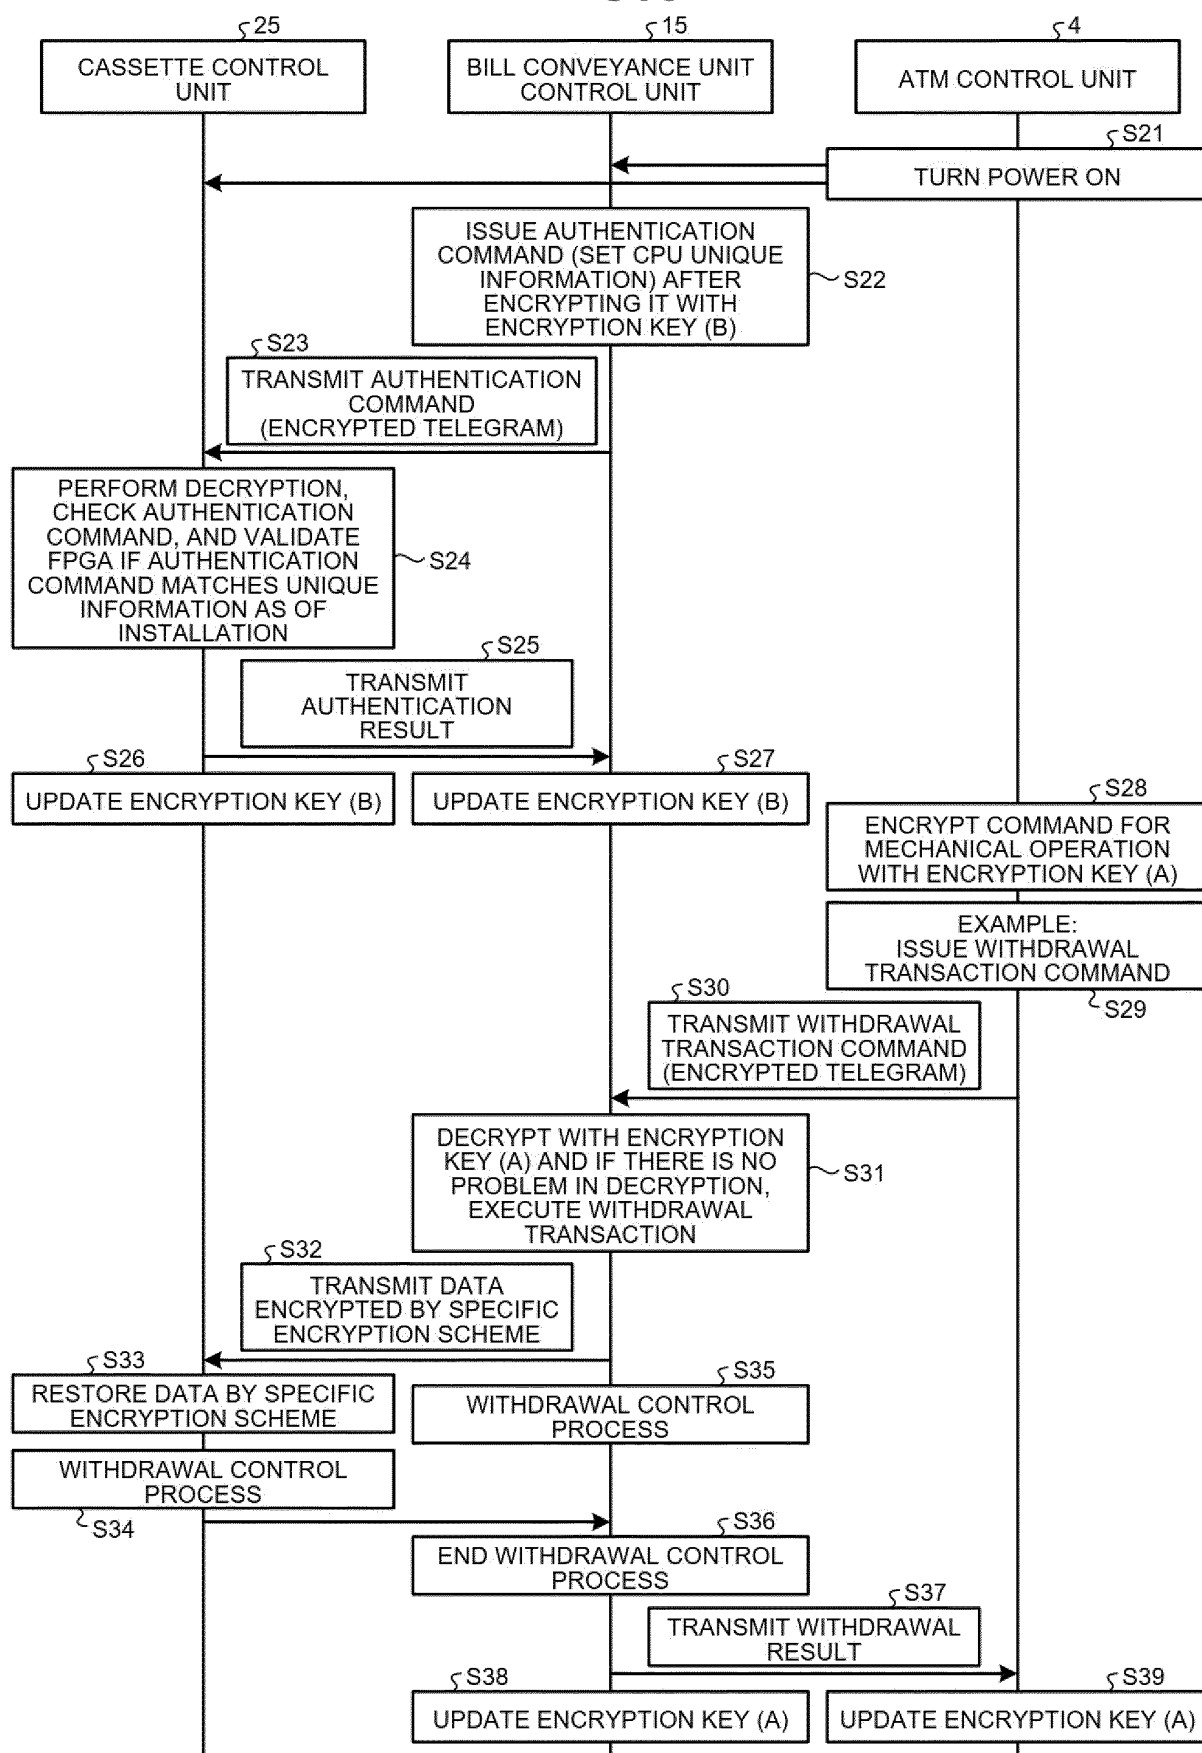 25
15
4
CASSETTE CONTROL
UNIT
BILL CONVEYANCE UNIT
CONTROL UNIT
ATM CONTROL UNIT
S21
TURN POWER ON
ISSUE AUTHENTICATION
COMMAND (SET CPU UNIQUE
INFORMATION) AFTER
ENCRYPTING IT WITH
ENCRYPTION KEY (B)
S22
S23
TRANSMIT AUTHENTICATION
COMMAND
(ENCRYPTED TELEGRAM)
PERFORM DECRYPTION,
CHECK AUTHENTICATION
COMMAND, AND VALIDATE
FPGA IF AUTHENTICATION
COMMAND MATCHES UNIQUE
INFORMATION AS OF
INSTALLATION
S24
S25
TRANSMIT
AUTHENTICATION
RESULT
S26
UPDATE ENCRYPTION KEY (B)
S27
UPDATE ENCRYPTION KEY (B)
S28
ENCRYPT COMMAND FOR
MECHANICAL OPERATION
WITH ENCRYPTION KEY (A)
EXAMPLE:
ISSUE WITHDRAWAL
TRANSACTION COMMAND
S29
S30
TRANSMIT WITHDRAWAL
TRANSACTION COMMAND
(ENCRYPTED TELEGRAM)
DECRYPT WITH ENCRYPTION
KEY (A) AND IF THERE IS NO
PROBLEM IN DECRYPTION,
EXECUTE WITHDRAWAL
TRANSACTION
S31
S32
TRANSMIT DATA
ENCRYPTED BY SPECIFIC
ENCRYPTION SCHEME
S33
RESTORE DATA BY SPECIFIC
ENCRYPTION SCHEME
S35
WITHDRAWAL CONTROL
PROCESS
WITHDRAWAL CONTROL
PROCESS
S34
S36
END WITHDRAWAL CONTROL
PROCESS
S37
TRANSMIT WITHDRAWAL
RESULT
S38
UPDATE ENCRYPTION KEY (A)
S39
UPDATE ENCRYPTION KEY (A)